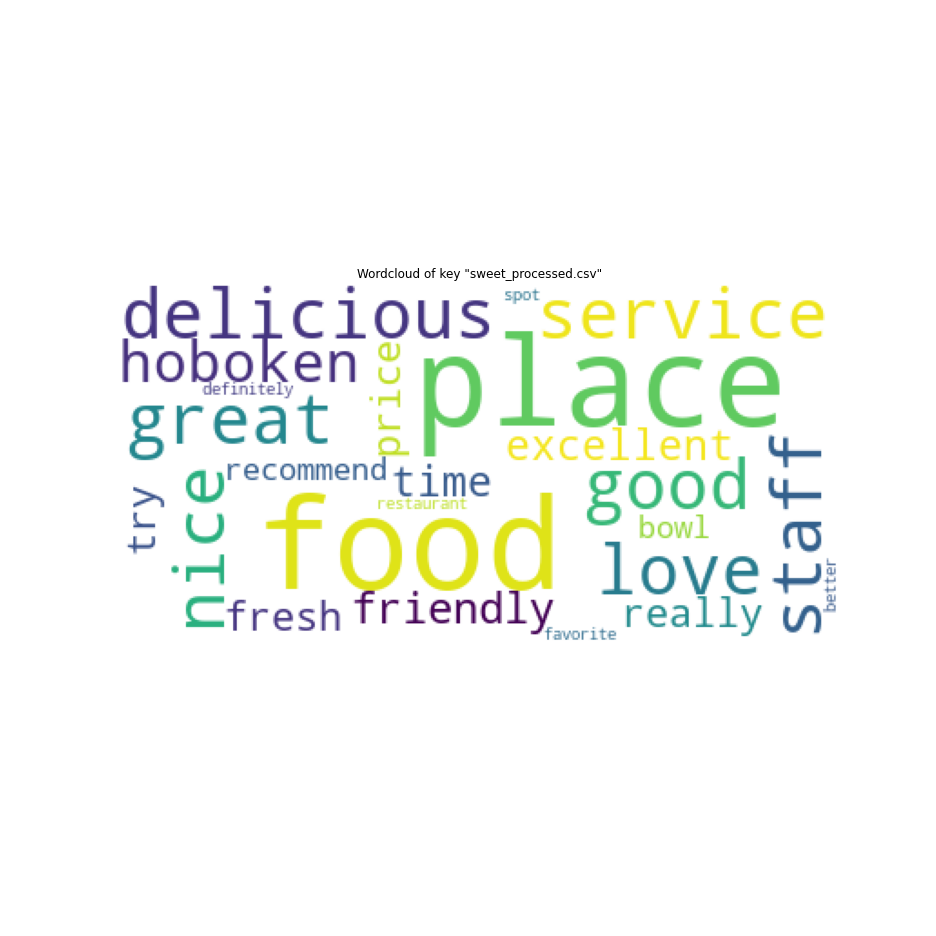 Wordcloud of key "sweet_processed.csv"
delicious
spot
service
hoboken
price
place
definitely
great
excellent
recommend
time
good
staff
try
nice
restaurant
food
bowl
love
better
fresh
friendly
really
favorite